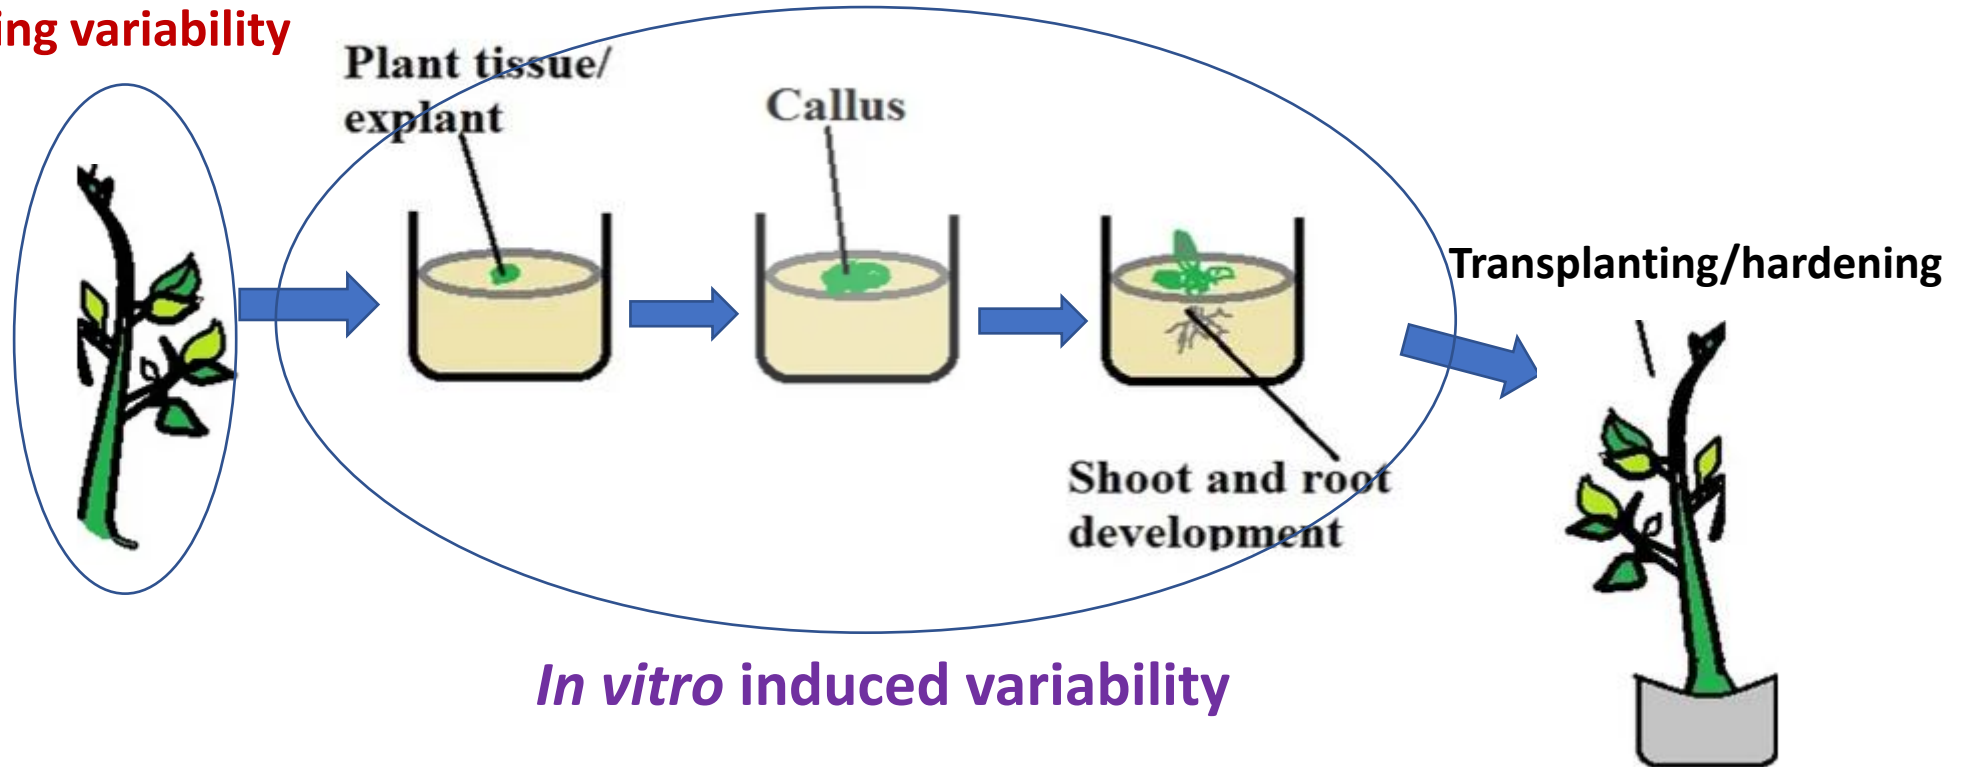 ing variability
Plant tissue/
explant
Callus
Transplanting/hardening
Shoot and root
development
In vitro induced variability